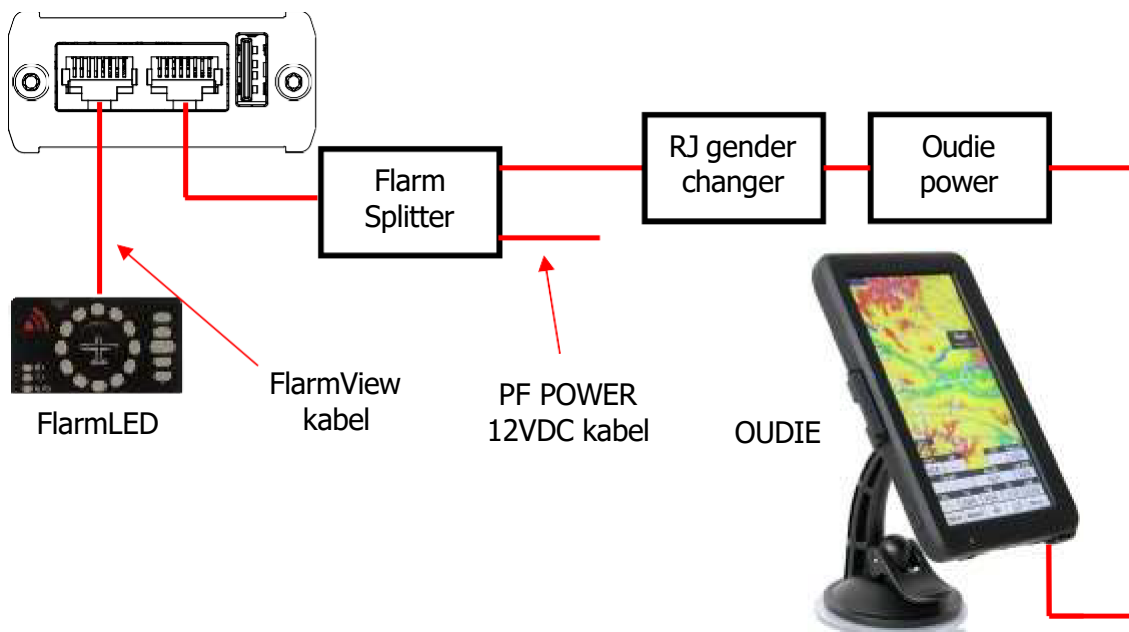 RJ gender
changer
Oudie
power
Flarm
Splitter
FlarmView
kabel
PF POWER
12VDC kabel
OUDIE
FlarmLED